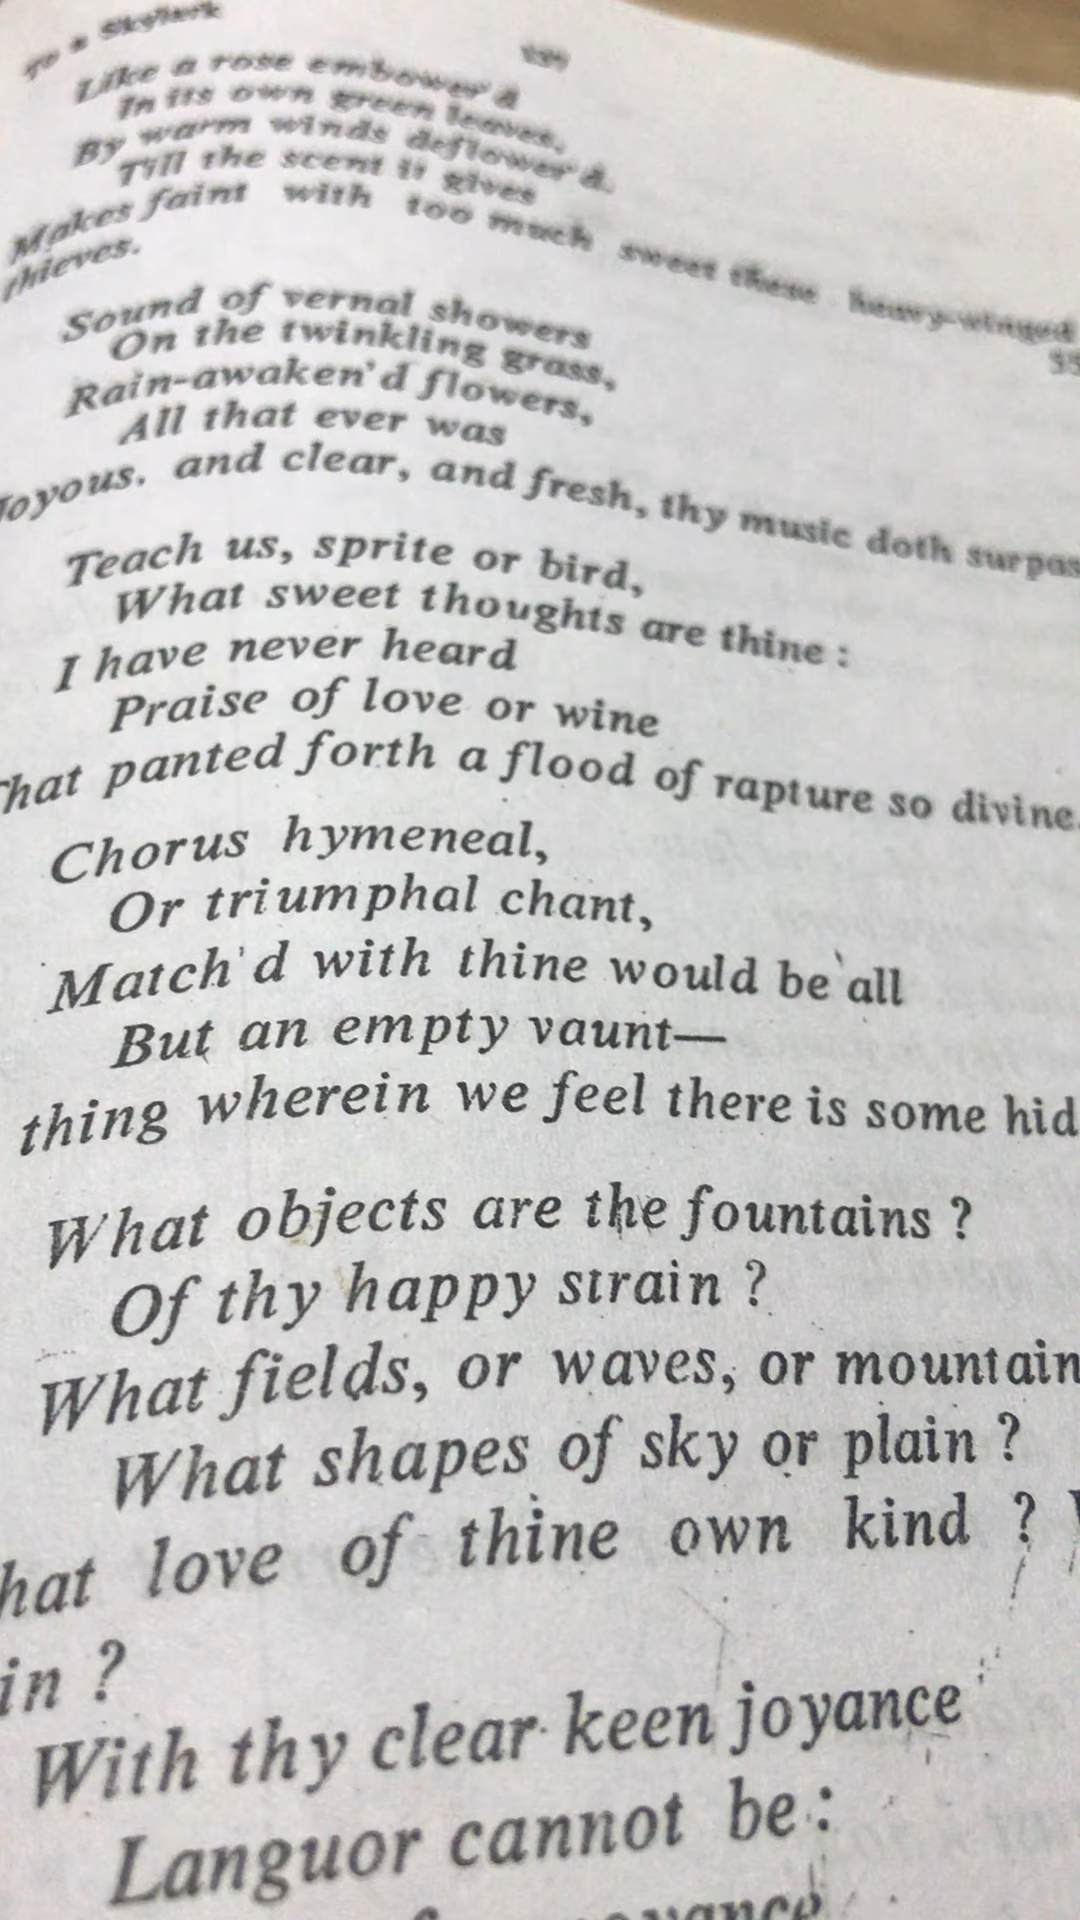 To a Skylark
Like a rose embower'd
In its own green leaves,
By warm winds deflower'd.
Till the scent it gives
Makes faint with too much sweet these heavy-winged
thieves.
55
Sound of vernal showers
On the twinkling grass,
Rain-awaken'd flowers,
All that ever was
Joyous. and clear, and fresh, thy music doth surpas
Teach us, sprite or bird,
What sweet thoughts are thine :
I have never heard
Praise of love or wine
That panted forth a flood of rapture so divine.
Chorus hymeneal,
Or triumphal chant,
Match'd with thine would be all
But an empty vaunt—
thing wherein we feel there is some hid
What objects are the fountains ?
Of thy happy strain ?
What fields, or waves, or mountain
What shapes of sky or plain ?
hat love of thine own kind ?
in ?
With thy clear keen joyance
Languor cannot be :